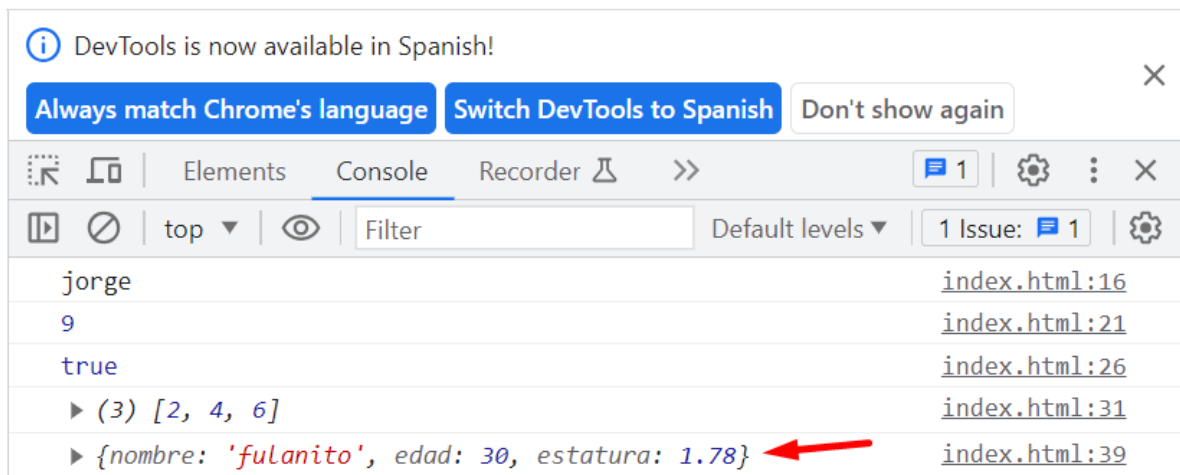 DevTools is now available in Spanish!
Always match Chrome's language Switch DevTools to Spanish Don't show again
Elements Console Recorder 1
top Filter Default levels 1 Issue: 1
jorge index.html:16
9 index.html:21
true index.html:26
(3) [2, 4, 6] index.html:31
{nombre: 'fulanito', edad: 30, estatura: 1.78} index.html:39